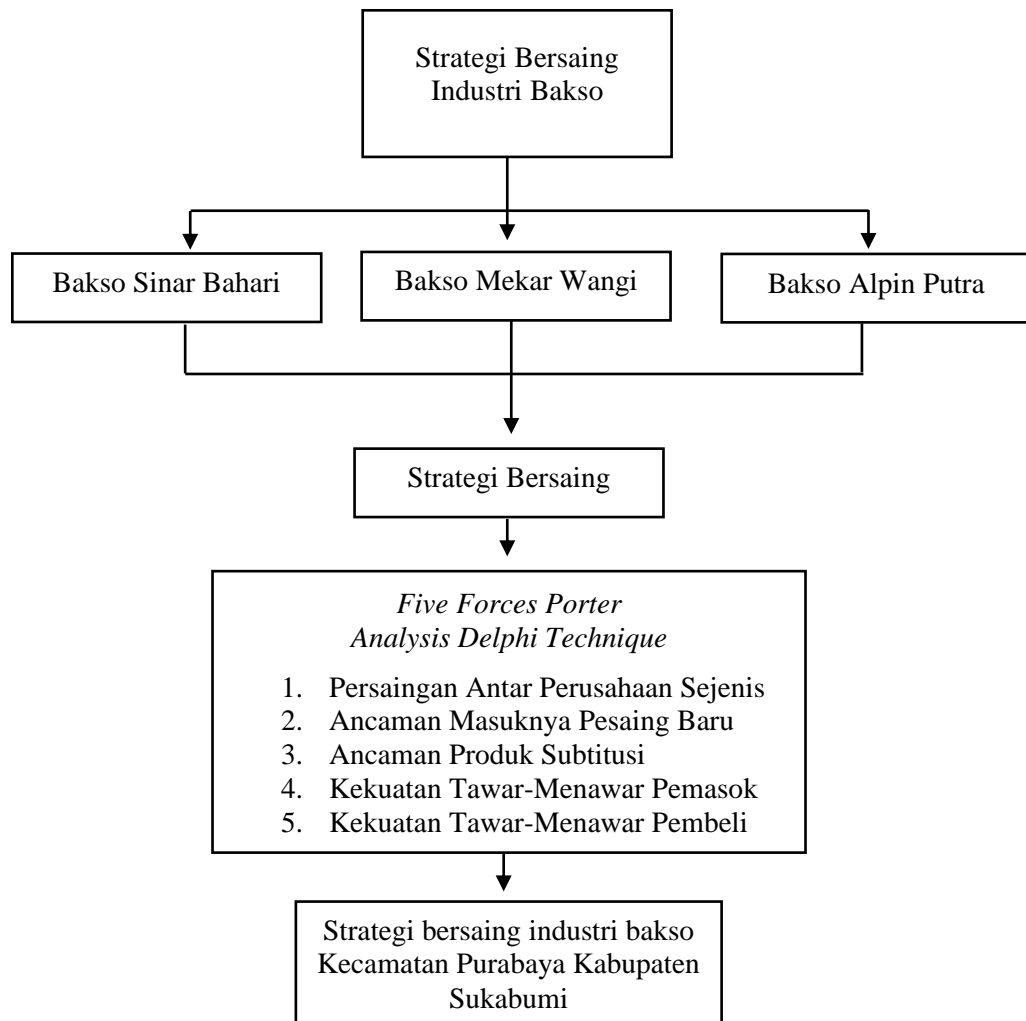 Strategi Bersaing
Industri Bakso
Bakso Sinar Bahari
Bakso Mekar Wangi
Bakso Alpin Putra
Strategi Bersaing
Five Forces Porter
Analysis Delphi Technique
1. Persaingan Antar Perusahaan Sejenis
2. Ancaman Masuknya Pesaing Baru
3. Ancaman Produk Subtitusi
4. Kekuatan Tawar-Menawar Pemasok
5. Kekuatan Tawar-Menawar Pembeli
Strategi bersaing industri bakso
Kecamatan Purabaya Kabupaten
Sukabumi